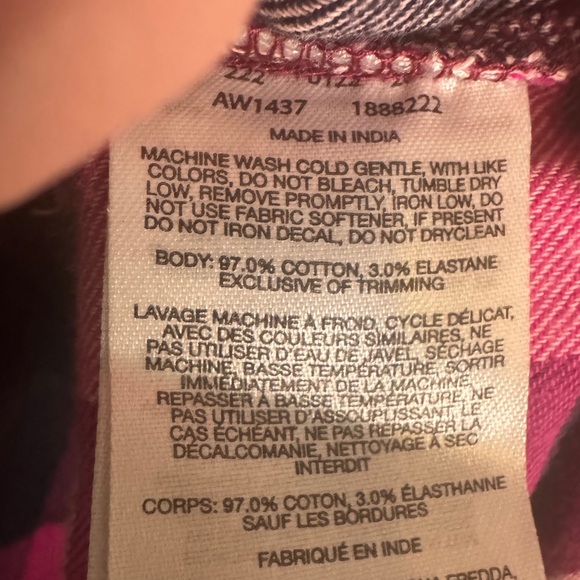 222 0122
AW1437 1888222
MADE IN INDIA
MACHINE WASH COLD GENTLE, WITH LIKE
COLORS, DO NOT BLEACH, TUMBLE DRY
LOW, REMOVE PROMPTLY, IRON LOW, DO
NOT USE FABRIC SOFTENER, IF PRESENT
DO NOT IRON DECAL, DO NOT DRYCLEAN
BODY: 97.0% COTTON, 3.0% ELASTANE
EXCLUSIVE OF TRIMMING
LAVAGE MACHINE À FROID, CYCLE DÉLICAT,
AVEC DES COULEURS SIMILAIRES, NE
PAS UTILISER D'EAU DE JAVEL, SÉCHAGE
MACHINE, BASSE TEMPÉRATURE, SORTIR
IMMÉDIATEMENT DE LA MACHINE,
REPASSER À BASSE TEMPÉRATURE, NE
PAS UTILISER D'ASSOUPLISSANT, LE
CAS ÉCHÉANT, NE PAS REPASSER LA
DÉCALCOMANIE, NETTOYAGE À SEC
INTERDIT
CORPS: 97.0% COTON, 3.0% ÉLASTHANNE
SAUF LES BORDURES
FABRIQUÉ EN INDE
FREDDA,